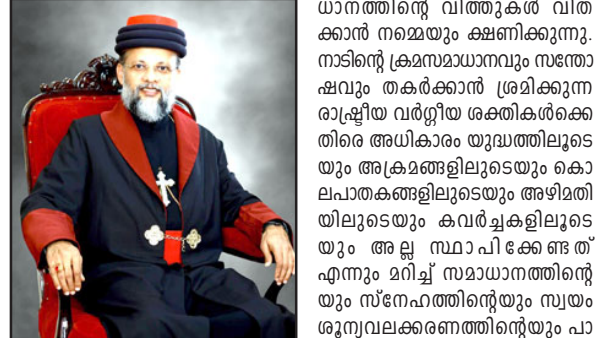 ധാനത്തിന്റെ വിത്തുകൾ വിത
ക്കാൻ നമ്മെയും ക്ഷണിക്കുന്നു.
നാടിന്റെ ക്രമസമാധാനവും സന്തോ
ഷവും തകർക്കാൻ ശ്രമിക്കുന്ന
രാഷ്ട്രീയ വർഗ്ഗീയ ശക്തികൾക്കെ
തിരെ അധികാരം യുദ്ധത്തിലൂടെ
യും അക്രമങ്ങളിലുടെയും കൊ
ലപാതകങ്ങളിലുടെയും അഴിമതി
യിലുടെയും കവർച്ചകളിലൂടെ
യും അല്ല സ്ഥാപിക്കേണ്ടത്
എന്നും മറിച്ച് സമാധാനത്തിന്റെ
യും സ്നേഹത്തിന്റെയും സ്വയം
ശൂന്യവലക്കരണത്തിന്റെയും പാ